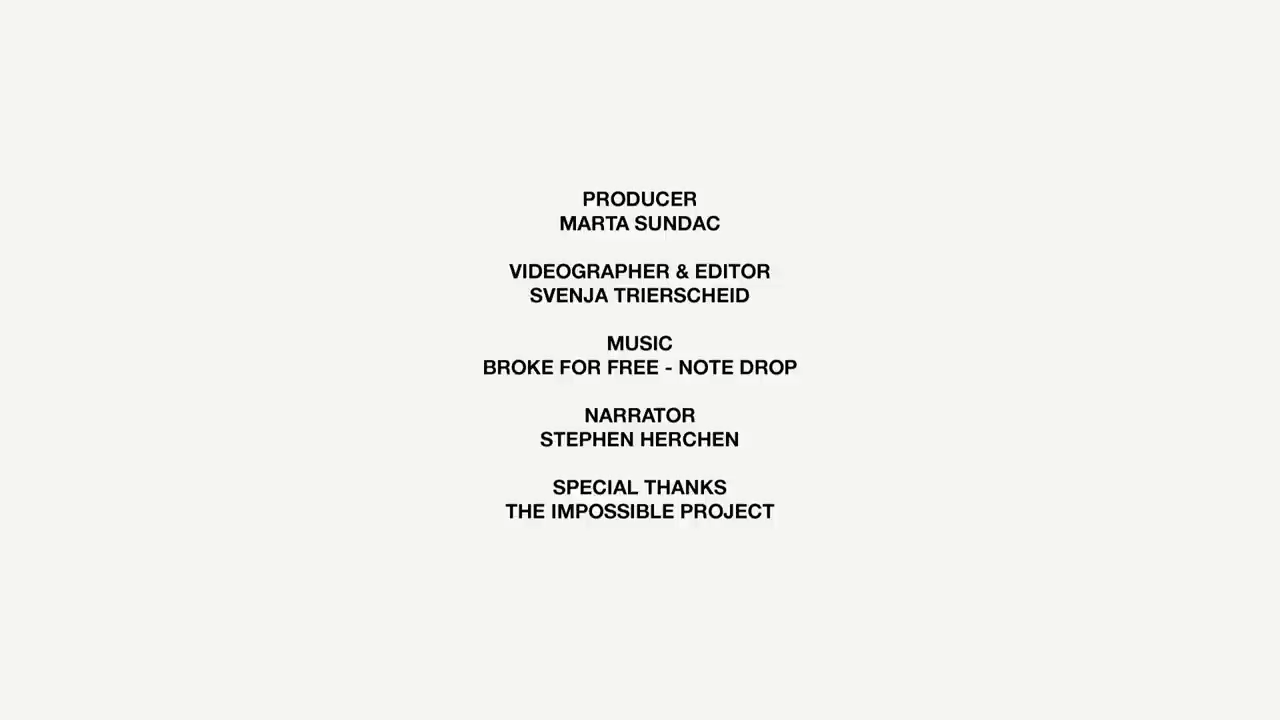 PRODUCER
MARTA SUNDAC
VIDEOGRAPHER & EDITOR
SVENJA TRIERSCHEID
MUSIC
BROKE FOR FREE - NOTE DROP
NARRATOR
STEPHEN HERCHEN
SPECIAL THANKS
THE IMPOSSIBLE PROJECT